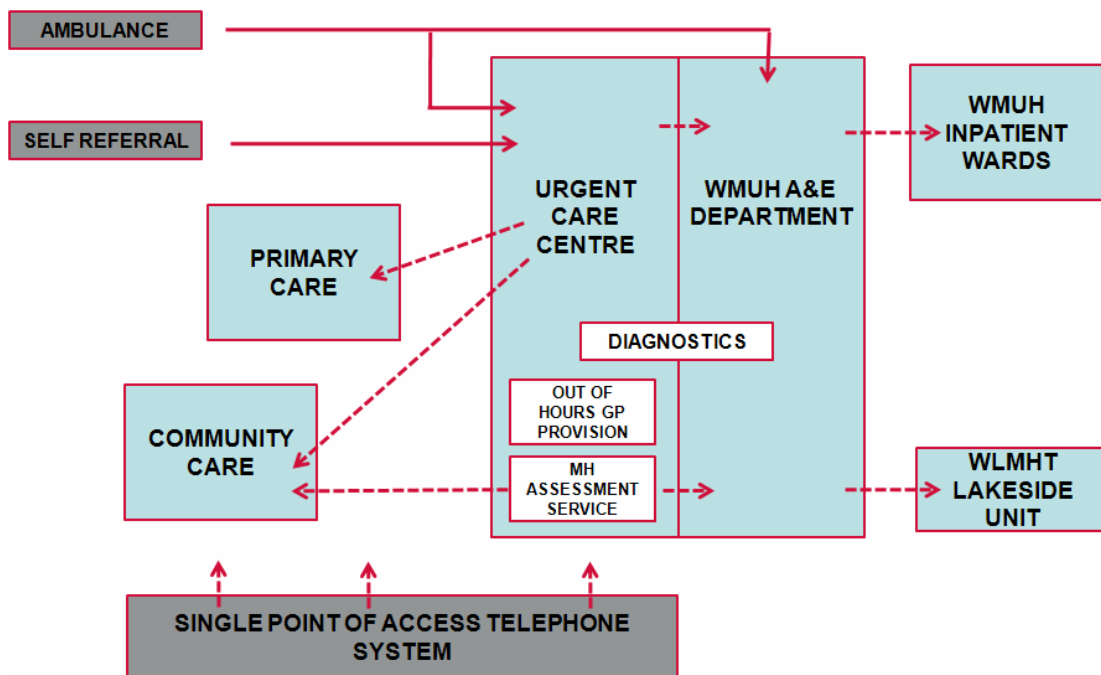 AMBULANCE
SELF REFERRAL
PRIMARY
CARE
COMMUNITY
CARE
URGENT
CARE
CENTRE
WMUH A&E
DEPARTMENT
DIAGNOSTICS
OUT OF
HOURS GP
PROVISION
MH
ASSESSMENT
SERVICE
WMUH
INPATIENT
WARDS
WLMHT
LAKESIDE
UNIT
SINGLE POINT OF ACCESS TELEPHONE
SYSTEM